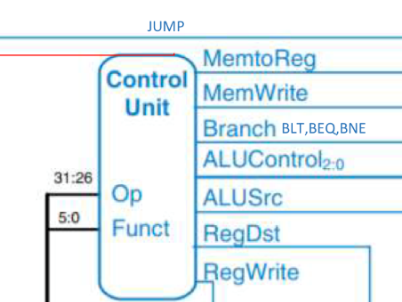 JUMP
Control
Unit
MemtoReg
MemWrite
Branch BLT,BEQ,BNE
ALUControl2:0
31:26
Op
ALUSrc
5:0
Funct
RegDst
RegWrite